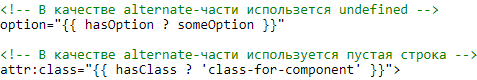 <!-- В качестве alternate-части использется undefined -->
option="{{ hasOption ? someOption }}"
<!-- В качестве alternate-части используется пустая строка -->
attr:class="{{ hasClass ? 'class-for-component' }}">